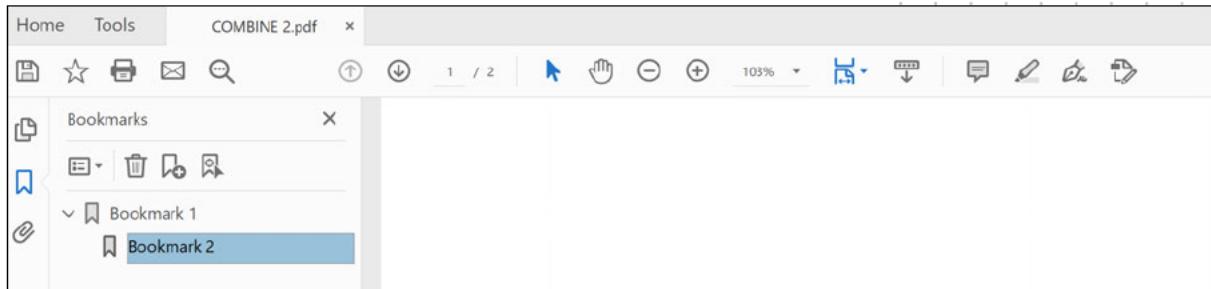 Home Tools COMBINE 2.pdf ×
1 / 2 103%
Bookmarks
Bookmark 1
Bookmark 2